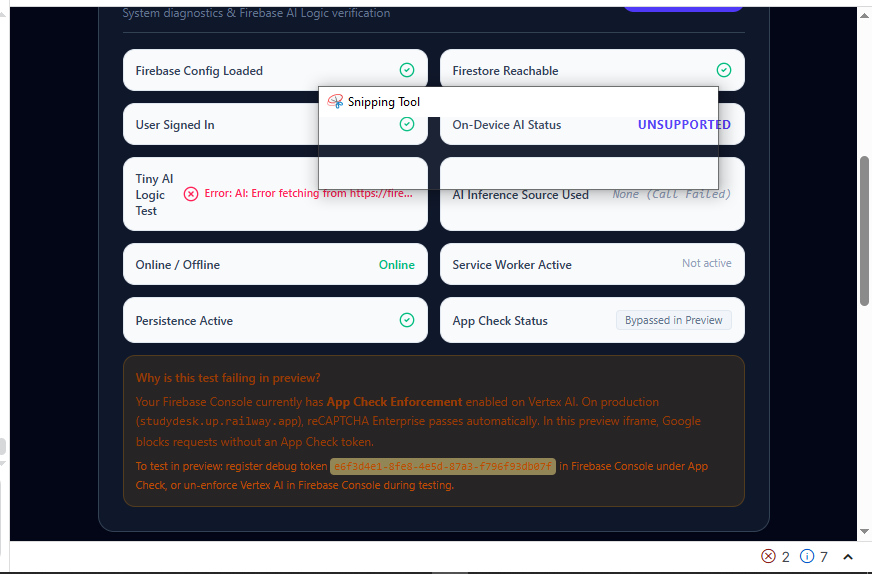 System diagnostics & Firebase AI Logic verification
Firebase Config Loaded
Firestore Reachable
Snipping Tool
User Signed In
On-Device AI Status UNSUPPORTED
Tiny AI
Logic
Test
Error: AI: Error fetching from https://fire...
AI Inference Source Used None (Call Failed)
Online / Offline Online
Service Worker Active Not active
Persistence Active
App Check Status Bypassed in Preview
Why is this test failing in preview?
Your Firebase Console currently has App Check Enforcement enabled on Vertex AI. On production
(studydesk.up.railway.app), reCAPTCHA Enterprise passes automatically. In this preview iframe, Google
blocks requests without an App Check token.
To test in preview: register debug token e6f3d4e1-8fe8-4e5d-87a3-f796f93db07f in Firebase Console under App
Check, or un-enforce Vertex AI in Firebase Console during testing.
2 7